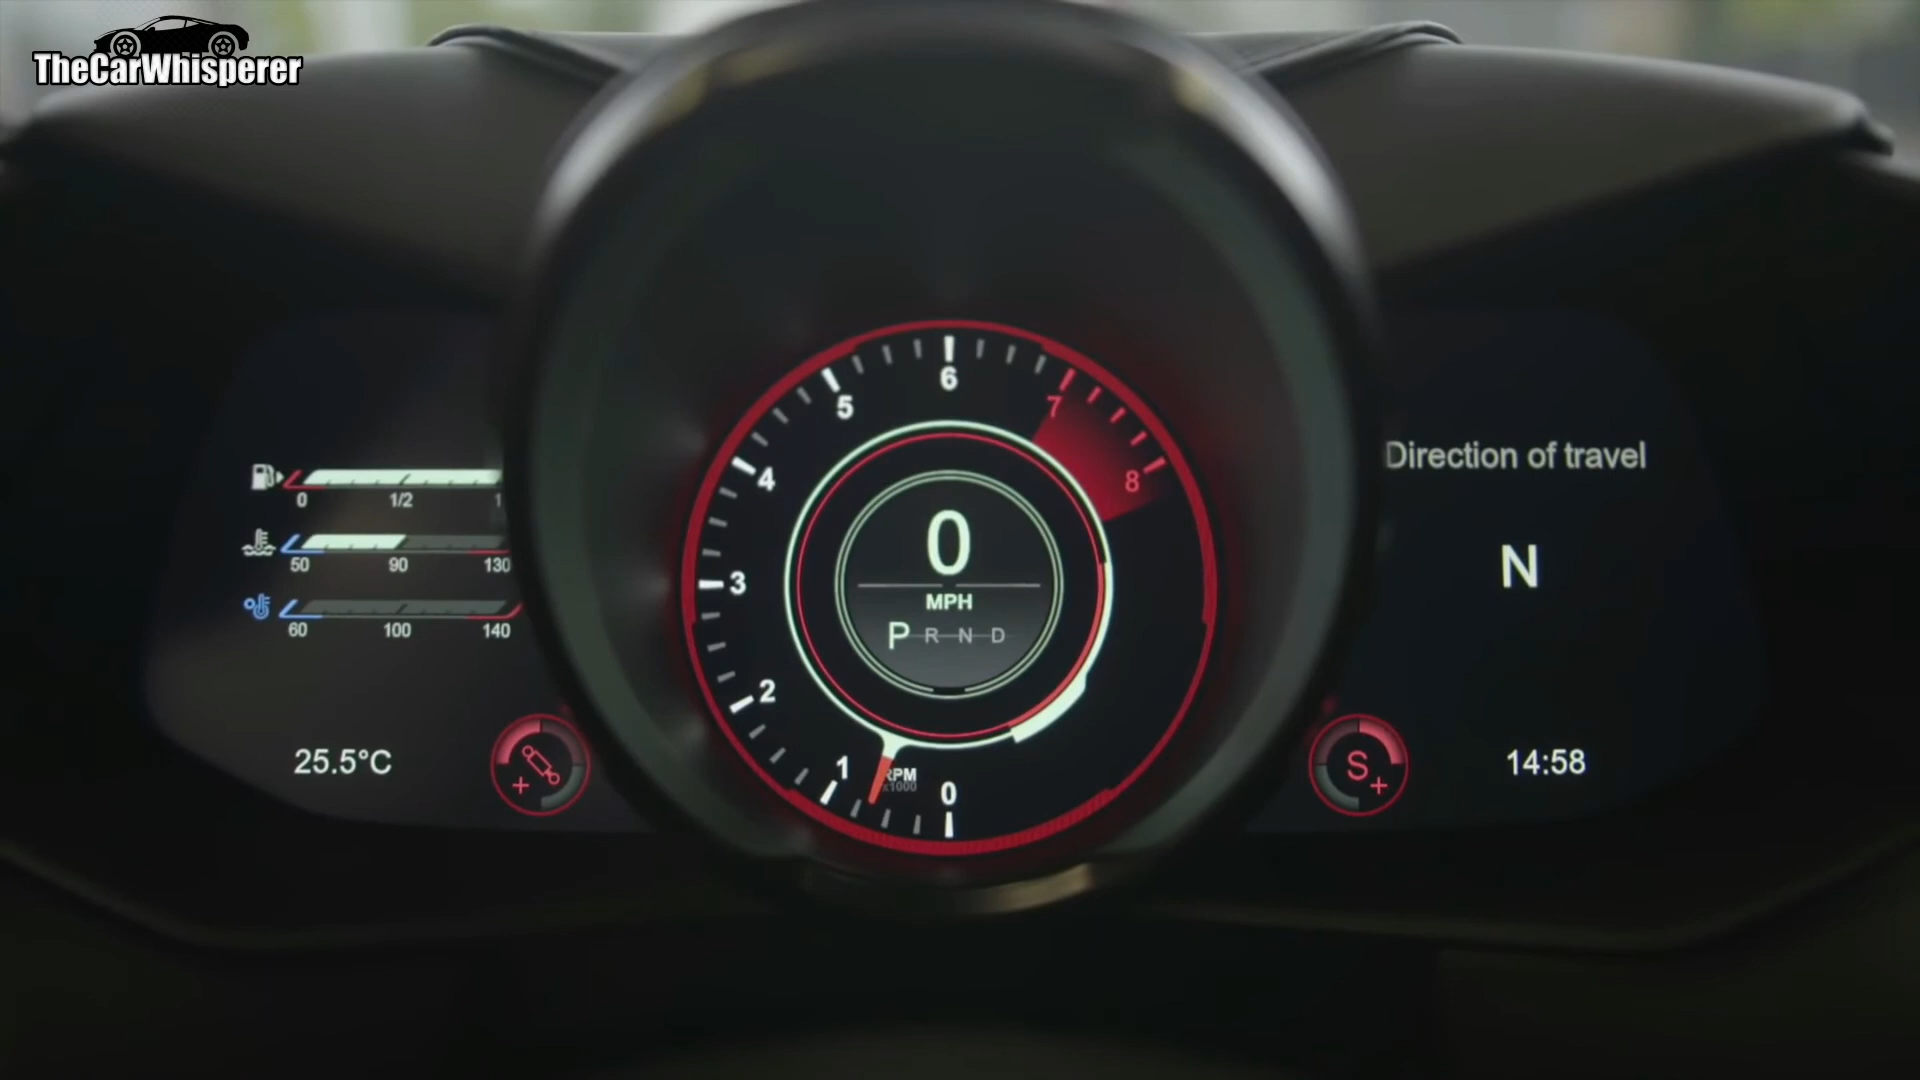 TheCarWhisperer
0 1/2 1
50 90 130
60 100 140
25.5°C
0
1
2
3
4
5
6
7
8
RPM
x1000
0
MPH
P R N D
Direction of travel
N
S
14:58